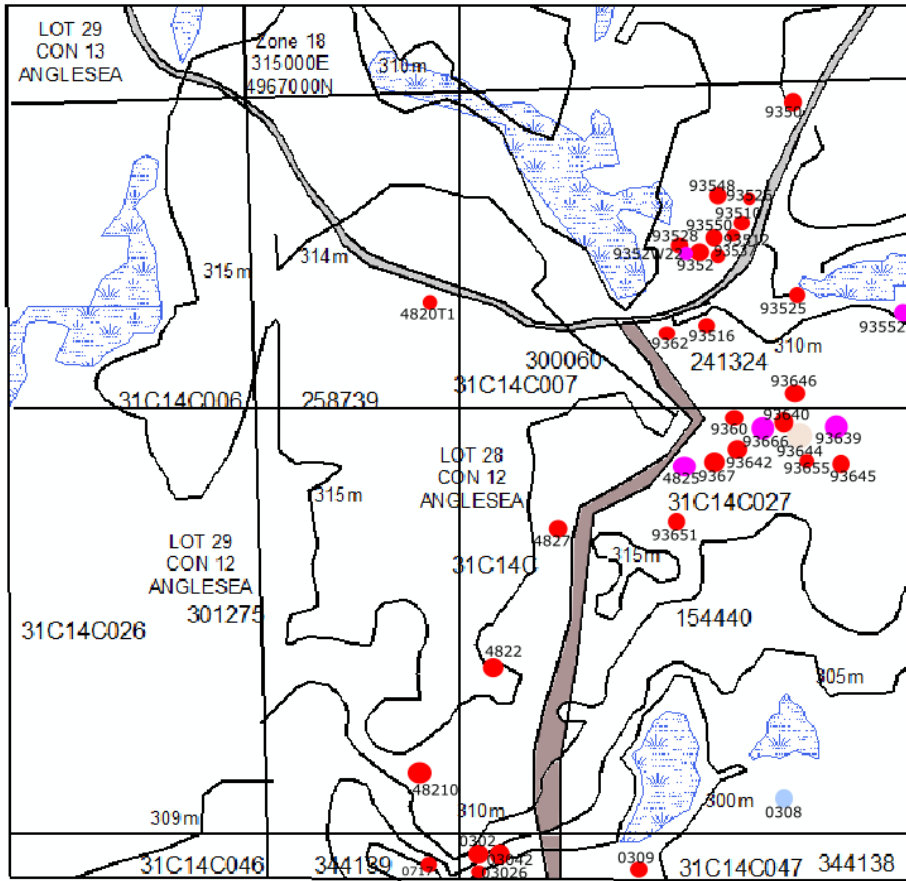 LOT 29
CON 13
ANGLESEA
Zone 18
315000E
4967000N
310m
9350
93548
93525
93510
93550
93528
93512
93537
9352
315m
314m
4820T1
93525
93552
9362
93516
310m
300060
241324
31C14C007
31C14C006
258739
93646
93640
9360
93666
93639
93644
LOT 28
CON 12
ANGLESEA
93642
93655
93645
4825
9367
315m
31C14C027
93651
4827
LOT 29
CON 12
ANGLESEA
315m
31C14C
301275
31C14C026
154440
4822
305m
48210
309m
310m
300m
0308
0302
03042
31C14C046
344139
0717
03026
0309
31C14C047
344138